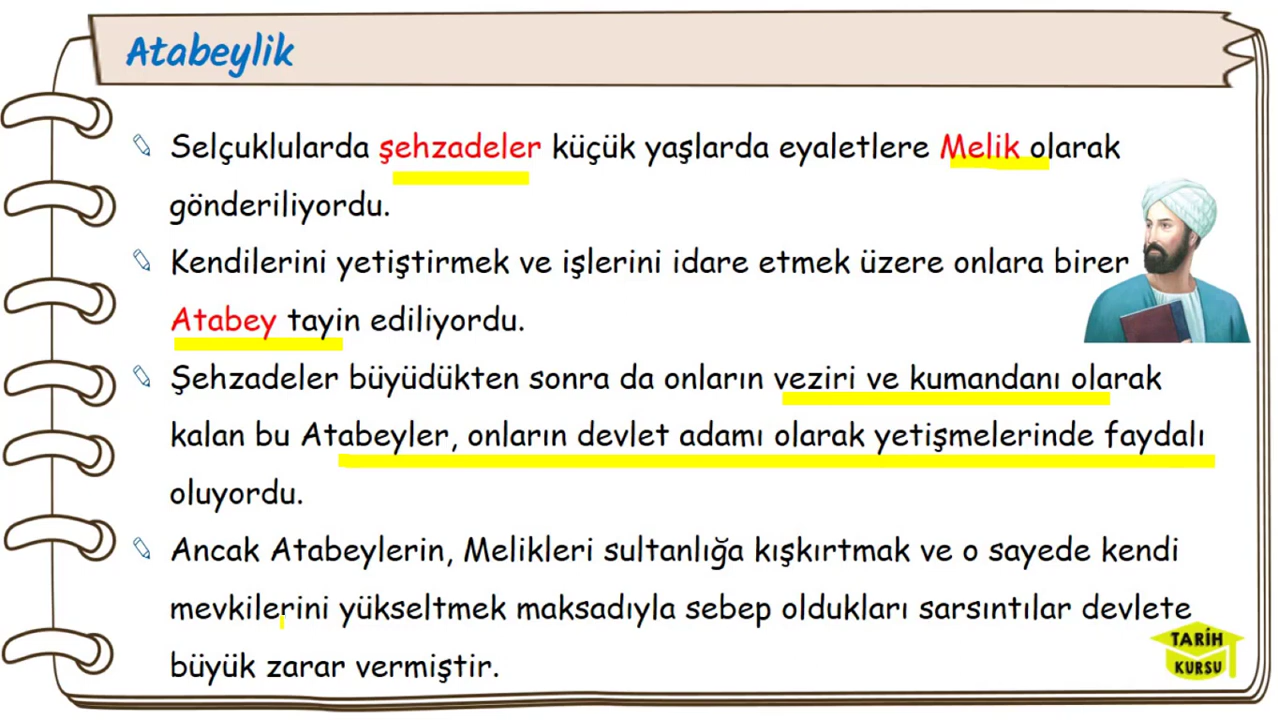 Atabeylik
Selçuklularda şehzadeler küçük yaşlarda eyaletlere Melik olarak
gönderiliyordu.
Kendilerini yetiştirmek ve işlerini idare etmek üzere onlara birer
Atabey tayin ediliyordu.
Şehzadeler büyüdükten sonra da onların veziri ve kumandanı olarak
kalan bu Atabeyler, onların devlet adamı olarak yetişmelerinde faydalı
oluyordu.
Ancak Atabeylerin, Melikleri sultanlığa kışkırtmak ve o sayede kendi
mevkilerini yükseltmek maksadıyla sebep oldukları sarsıntılar devlete
büyük zarar vermiştir.
TARİH
KURSU